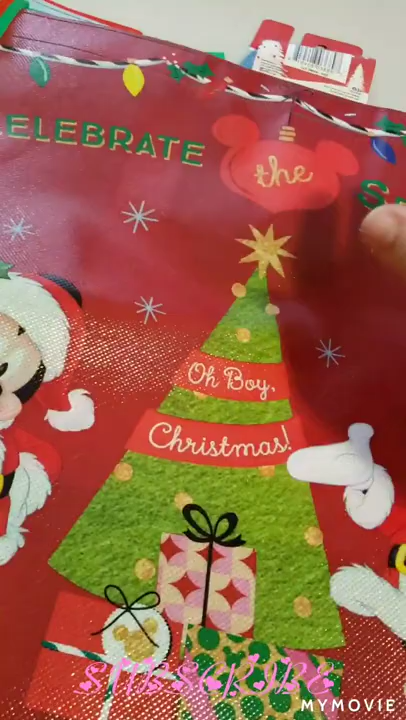 ELEBRATE
the
S
Oh Boy,
Christmas!
SUBSCRIBE
MYMOVIE